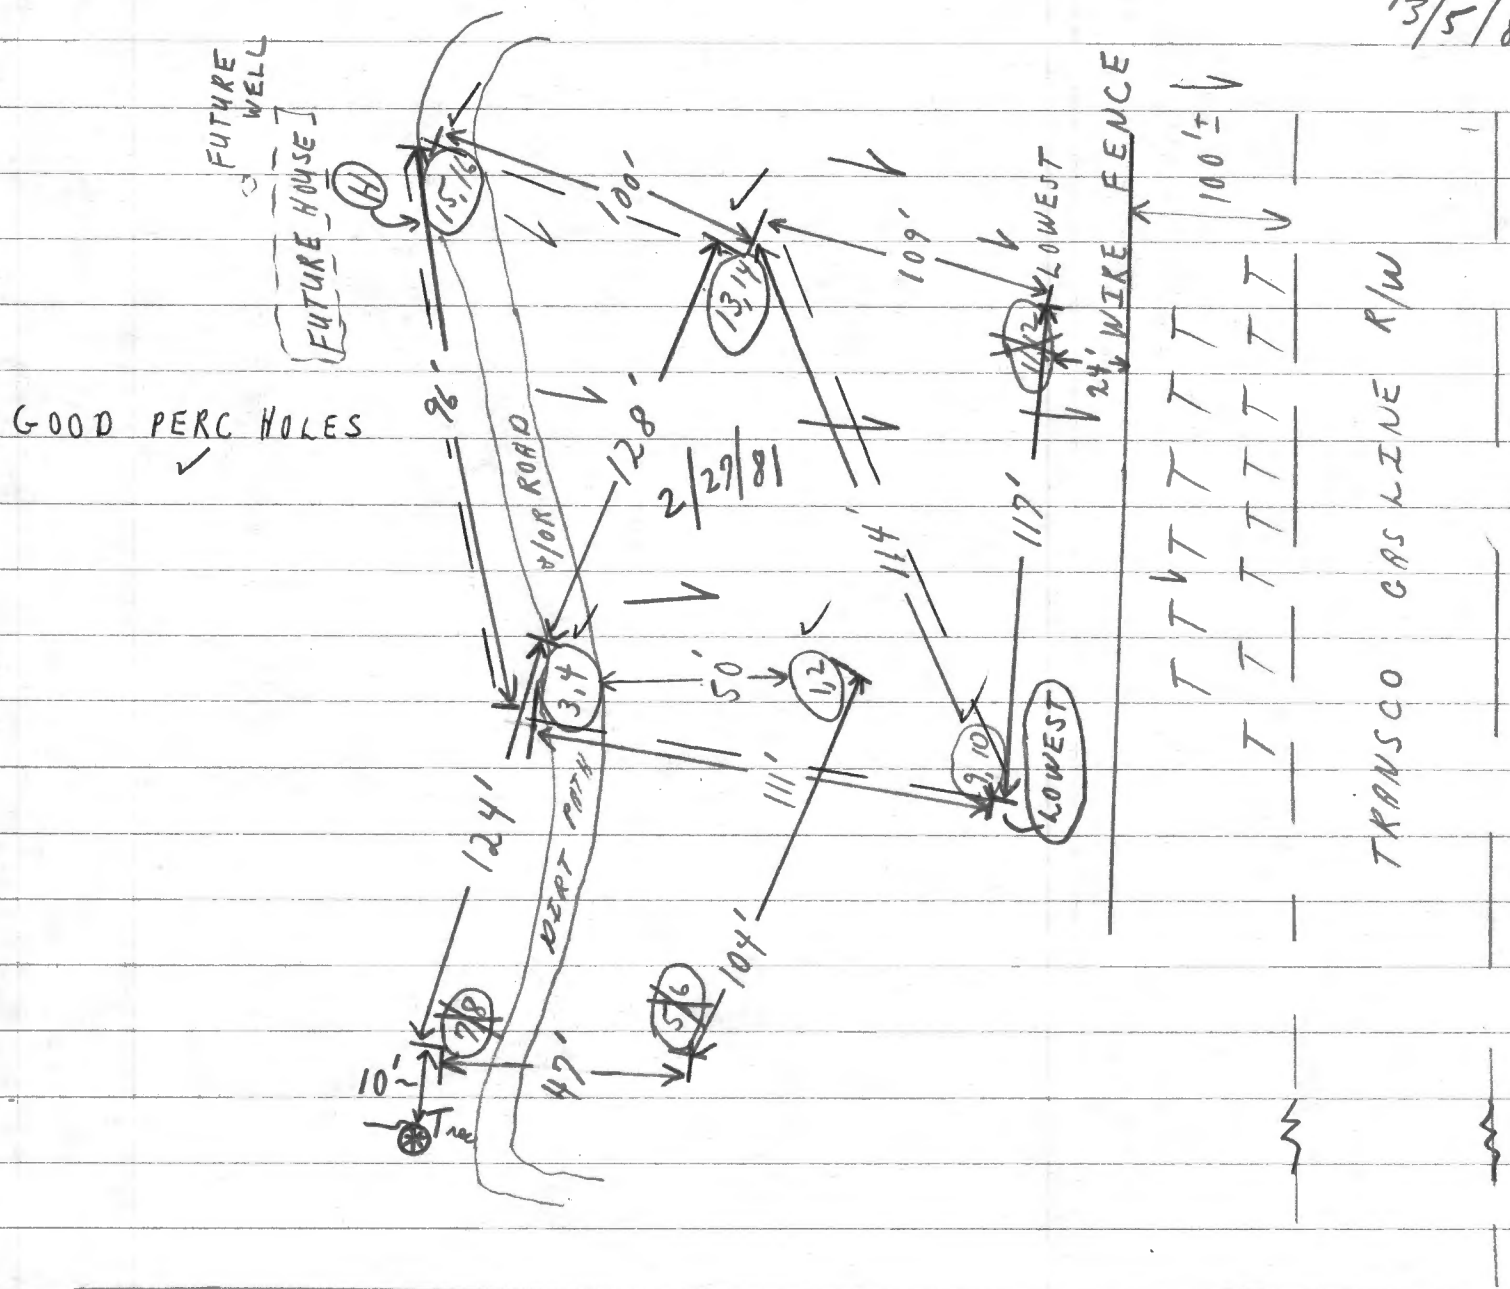 FUTURE
WELL
FUTURE HOUSE
H
15,16
100'
13,14
109'
LOWEST
11,12
24'
WIRE FENCE
100'±
96'
GOOD PERC HOLES
✓
128'
2/27/81
114'
117'
3,4
50'
1,2
111'
9,10
LOWEST
124'
DIRT PATH
&/OR ROAD
104'
7/8
5/6
47'
10'~
Tree
T T T T T T
T T T T T T
TRANSCO GAS LINE R/W